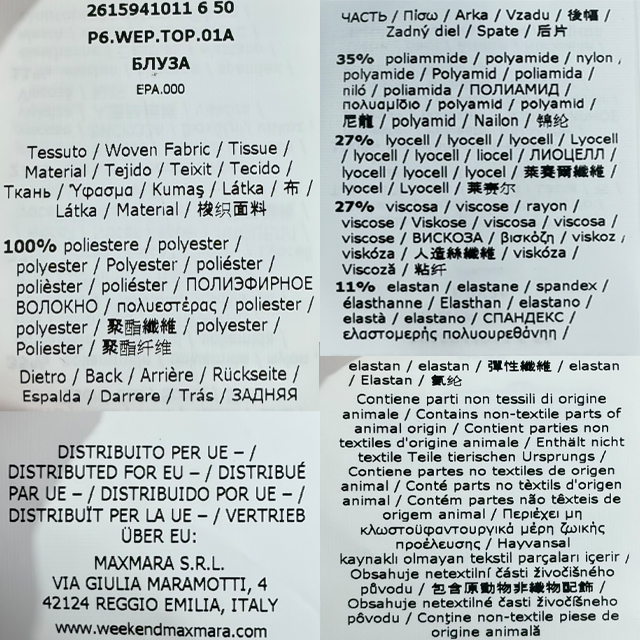 2615941011 6 50
P6.WEP.TOP.01A
БЛУЗА
EPA.000
Tessuto / Woven Fabric / Tissue /
Material / Tejido / Teixit / Tecido /
Ткань / Ύφασμα / Kumaş / Látka / 布 /
Látka / Material / 梭织面料
100% poliestere / polyester /
polyester / Polyester / poliéster /
polièster / poliéster / ПОЛИЭФИРНОЕ
ВОЛОКНО / πολυεστέρας / poliester /
polyester / 聚酯纖維 / polyester /
Poliester / 聚酯纤维
Dietro / Back / Arrière / Rückseite /
Espalda / Darrere / Trás / ЗАДНЯЯ
DISTRIBUITO PER UE – /
DISTRIBUTED FOR EU – / DISTRIBUÉ
PAR UE – / DISTRIBUIDO POR UE – /
DISTRIBUÏT PER LA UE – / VERTRIEB
ÜBER EU:
MAXMARA S.R.L.
VIA GIULIA MARAMOTTI, 4
42124 REGGIO EMILIA, ITALY
www.weekendmaxmara.com
ЧАСТЬ / Πίσω / Arka / Vzadu / 後幅 /
Zadný diel / Spate / 后片
35% poliammide / polyamide / nylon /
polyamide / Polyamid / poliamida /
niló / poliamida / ПОЛИАМИД /
πολυαμίδιο / polyamid / polyamid /
尼龍 / polyamid / Nailon / 锦纶
27% lyocell / lyocell / lyocell / Lyocell
/ lyocell / lyocell / liocel / ЛИОЦЕЛЛ /
lyocell / lyocell / lyocell / 萊賽爾纖維 /
lyocel / Lyocell / 莱赛尔
27% viscosa / viscose / rayon /
viscose / Viskose / viscosa / viscosa /
viscose / ВИСКОЗА / βισκόζη / viskoz /
viskóza / 人造絲纖維 / viskóza /
Viscoză / 粘纤
11% elastan / elastane / spandex /
élasthanne / Elasthan / elastano /
elastà / elastano / СПАНДЕКС /
ελαστομερής πολυουρεθάνη /
elastan / elastan / 彈性纖維 / elastan
/ Elastan / 氨纶
Contiene parti non tessili di origine
animale / Contains non-textile parts of
animal origin / Contient parties non
textiles d'origine animale / Enthält nicht
textile Teile tierischen Ursprungs /
Contiene partes no textiles de origen
animal / Conté parts no tèxtils d'origen
animal / Contém partes não têxteis de
origem animal / Περιέχει μη
κλωστοϋφαντουργικά μέρη ζωικής
προέλευσης / Hayvansal
kaynaklı olmayan tekstil parçaları içerir /
Obsahuje netextilní části živočišného
původu / 包含原動物非纖物配飾 /
Obsahuje netextilné časti živočíšneho
pôvodu / Conține netextile piese de
origine animală